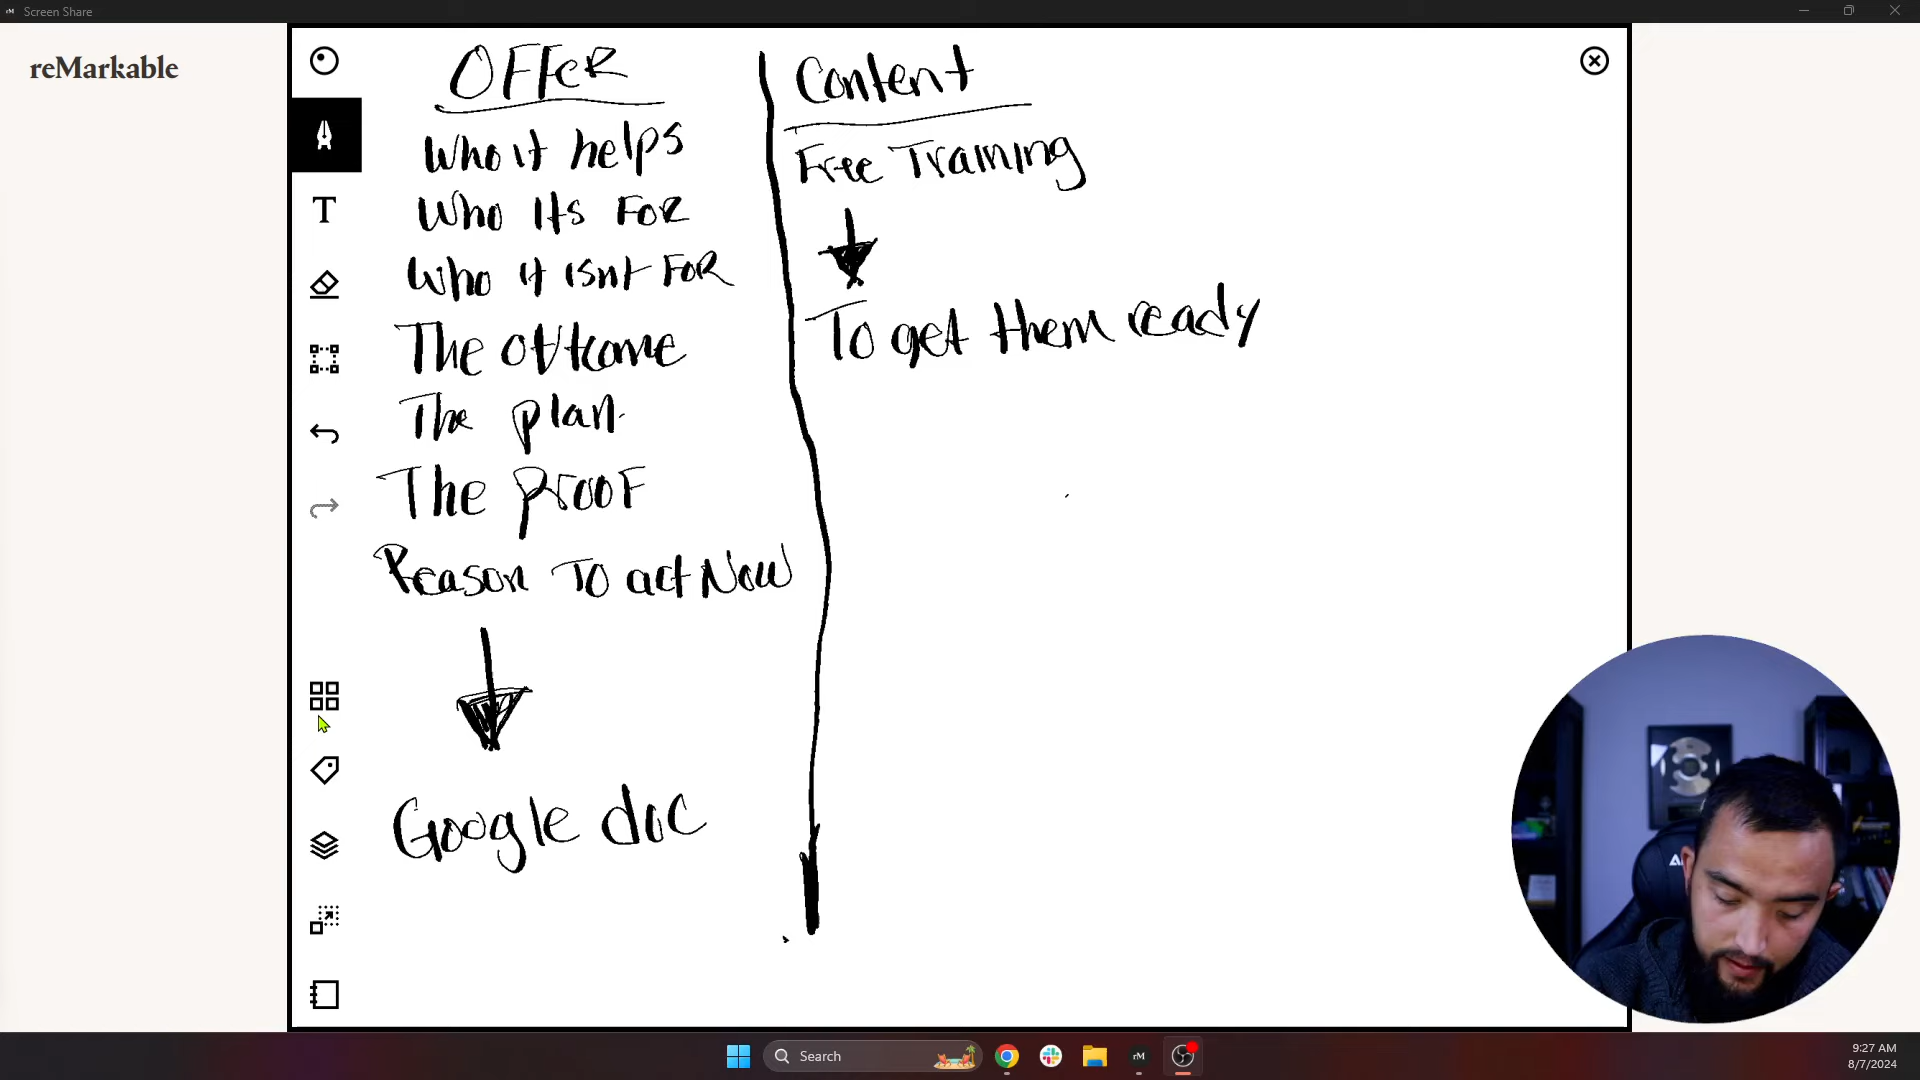 Screen Share
reMarkable
OFFER
Who it helps
Who Its FOR
Who it isnt FOR
The outcome
The plan
The proof
Reason To act Now
Google doc
Content
Free Training
To get them ready
T
Search
rM
9:27 AM
8/7/2024